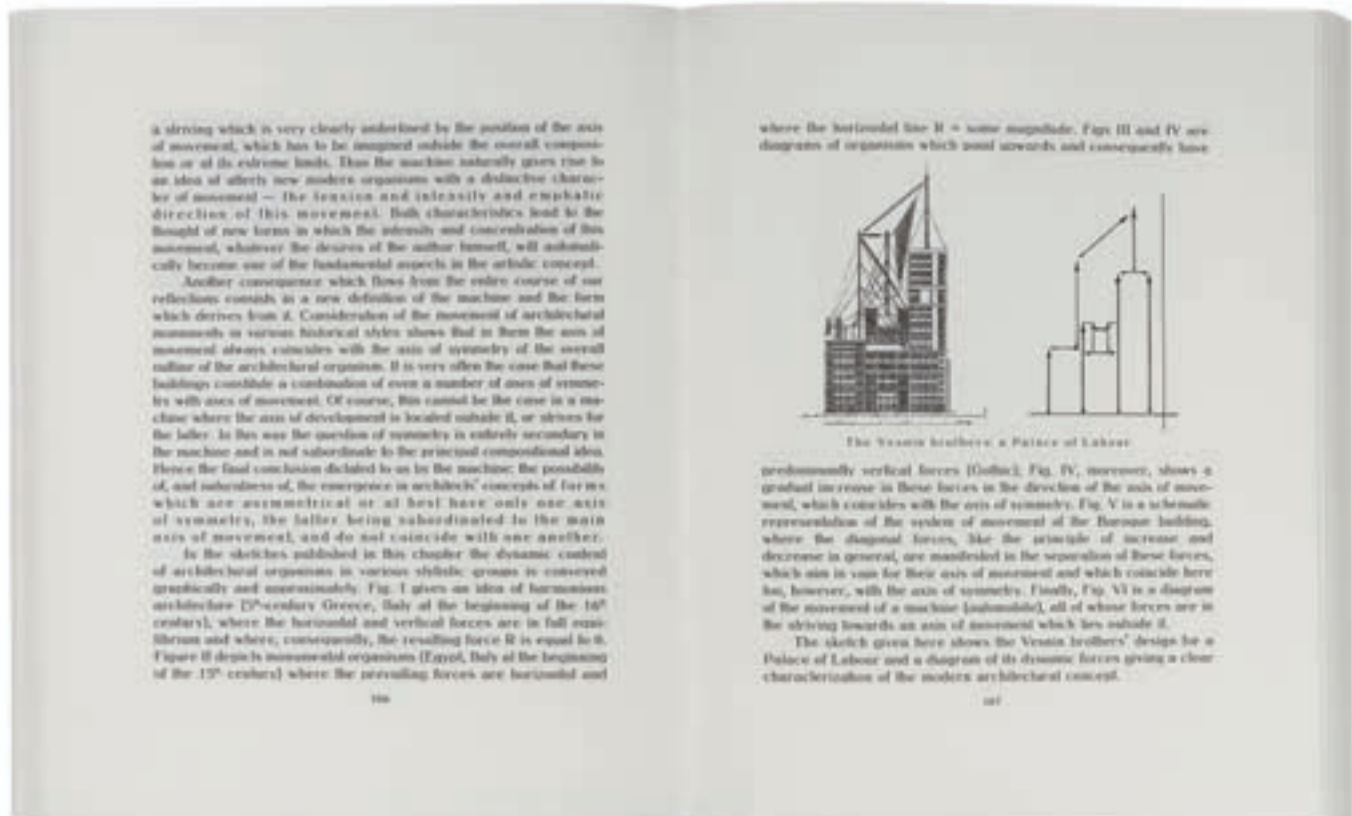 a striving which is very clearly underlined by the position of the axis
of movement, which has to be imagined outside the overall composi-
tion or at its extreme limits. Thus the machine naturally gives rise to
an idea of new modern organisms with a distinctive charac-
ter of movement — the tension and intensity and emphatic
direction of this movement. Both characteristics lead to the
thought of new forms in which the intensity and concentration of this
movement, whatever the desires of the author himself, will automati-
cally become one of the fundamental aspects in the artistic concept.
Another consequence which flows from the entire course of our
reflections consists in a new definition of the machine and the form
which derives from it. Consideration of the movement of architectural
monuments in various historical styles shows that in them the axis of
movement always coincides with the axis of symmetry of the overall
outline of the architectural organism. It is very often the case that these
buildings constitute a combination of even a number of axes of symme-
try with axes of movement. Of course, this cannot be the case in a ma-
chine where the axis of development is located outside it, or strives for
the latter. In this way the question of symmetry is entirely secondary in
the machine and is not subordinate to the principal compositional idea.
Hence the final conclusion dictated to us by the machine: the possibility
of, and naturalness of, the emergence in architects' concepts of forms
which are asymmetrical or at best have only one axis
of symmetry, the latter being subordinated to the main
axis of movement, and do not coincide with one another.
In the sketches published in this chapter the dynamic content
of architectural organisms in various stylistic groups is conveyed
graphically and approximately. Fig. I gives an idea of harmonious
architecture (5th-century Greece, Italy at the beginning of the 16th
century), where the horizontal and vertical forces are in full equi-
librium and where, consequently, the resulting force R is equal to 0.
Figure II depicts monumental organisms (Egypt, Italy at the beginning
of the 15th century) where the prevailing forces are horizontal and
106
where the horizontal line R = some magnitude. Figs III and IV are
diagrams of organisms which point upwards and consequently have
The Vesnin brothers: a Palace of Labour
predominantly vertical forces (Gothic); Fig. IV, moreover, shows a
gradual increase in these forces in the direction of the axis of move-
ment, which coincides with the axis of symmetry. Fig. V is a schematic
representation of the system of movement of the Baroque building,
where the diagonal forces, like the principle of increase and
decrease in general, are manifested in the separation of these forces,
which aim in vain for their axis of movement and which coincide here
too, however, with the axis of symmetry. Finally, Fig. VI is a diagram
of the movement of a machine (automobile), all of whose forces are in
the striving towards an axis of movement which lies outside it.
The sketch given here shows the Vesnin brothers' design for a
Palace of Labour and a diagram of its dynamic forces giving a clear
characterization of the modern architectural concept.
107